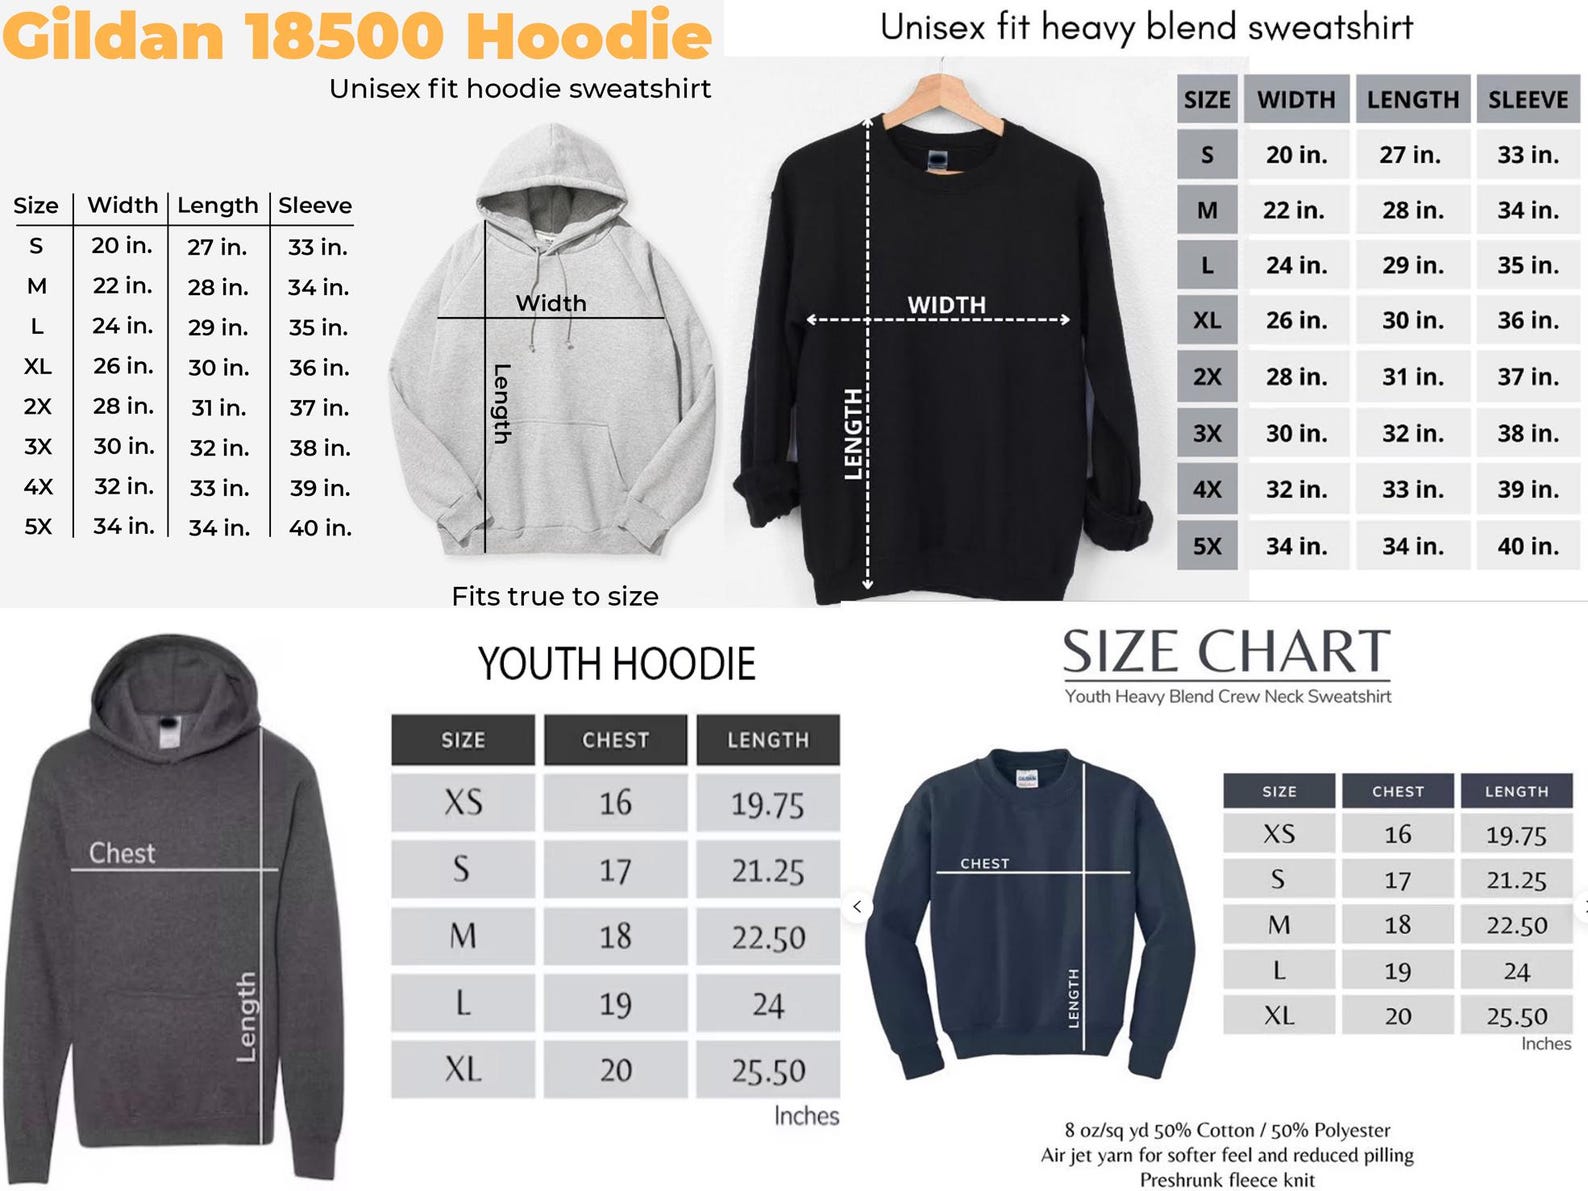 Gildan 18500 Hoodie
Unisex fit hoodie sweatshirt
Size Width Length Sleeve
S 20 in. 27 in. 33 in.
M 22 in. 28 in. 34 in.
L 24 in. 29 in. 35 in.
XL 26 in. 30 in. 36 in.
2X 28 in. 31 in. 37 in.
3X 30 in. 32 in. 38 in.
4X 32 in. 33 in. 39 in.
5X 34 in. 34 in. 40 in.
Width
Length
Fits true to size
Unisex fit heavy blend sweatshirt
WIDTH
LENGTH
SIZE WIDTH LENGTH SLEEVE
S 20 in. 27 in. 33 in.
M 22 in. 28 in. 34 in.
L 24 in. 29 in. 35 in.
XL 26 in. 30 in. 36 in.
2X 28 in. 31 in. 37 in.
3X 30 in. 32 in. 38 in.
4X 32 in. 33 in. 39 in.
5X 34 in. 34 in. 40 in.
Chest
Length
YOUTH HOODIE
SIZE CHEST LENGTH
XS 16 19.75
S 17 21.25
M 18 22.50
L 19 24
XL 20 25.50
Inches
SIZE CHART
Youth Heavy Blend Crew Neck Sweatshirt
CHEST
LENGTH
SIZE CHEST LENGTH
XS 16 19.75
S 17 21.25
M 18 22.50
L 19 24
XL 20 25.50
Inches
8 oz/sq yd 50% Cotton / 50% Polyester
Air jet yarn for softer feel and reduced pilling
Preshrunk fleece knit